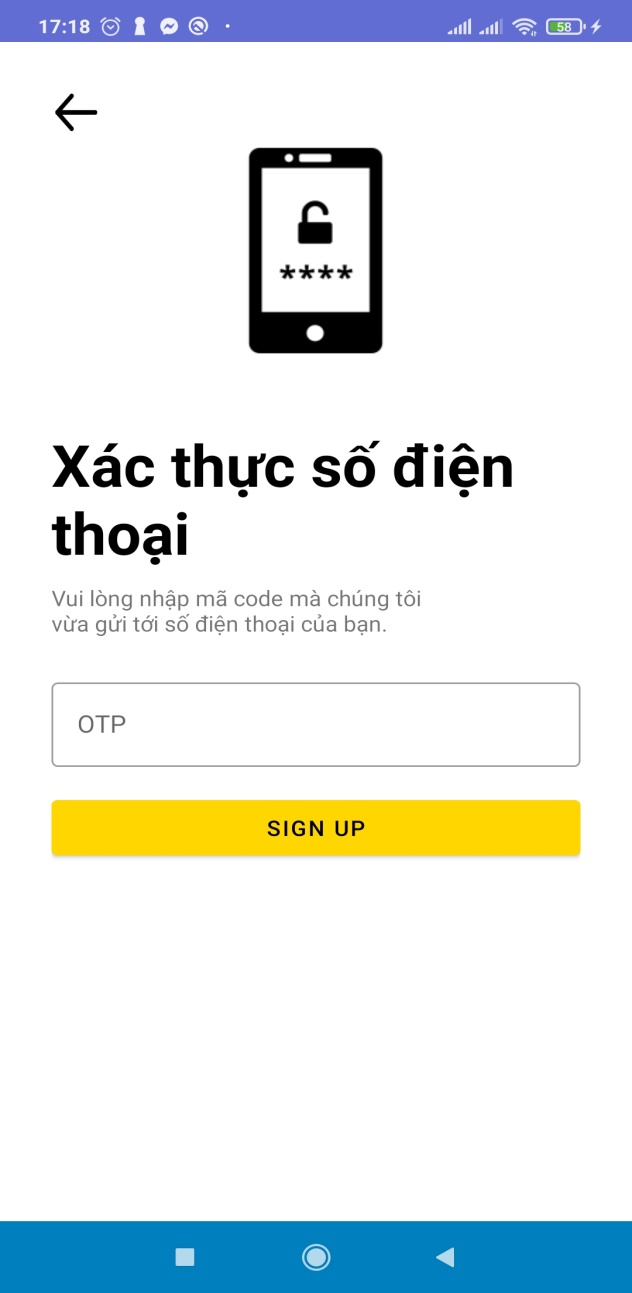 17:18
58
****
Xác thực số điện
thoại
Vui lòng nhập mã code mà chúng tôi
vừa gửi tới số điện thoại của bạn.
OTP
SIGN UP